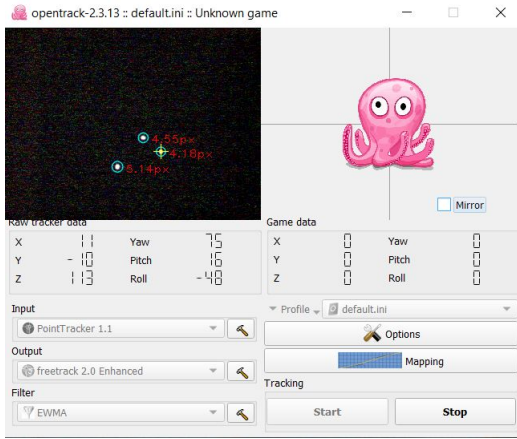 opentrack-2.3.13 :: default.ini :: Unknown game
4.55px
4.18px
5.14px
Mirror
Raw tracker data
X 11 Yaw 75
Y -10 Pitch 16
Z 113 Roll -48
Game data
X 0 Yaw 0
Y 0 Pitch 0
Z 0 Roll 0
Input
PointTracker 1.1
Output
freetrack 2.0 Enhanced
Filter
EWMA
Profile default.ini
Options
Mapping
Tracking
Start Stop